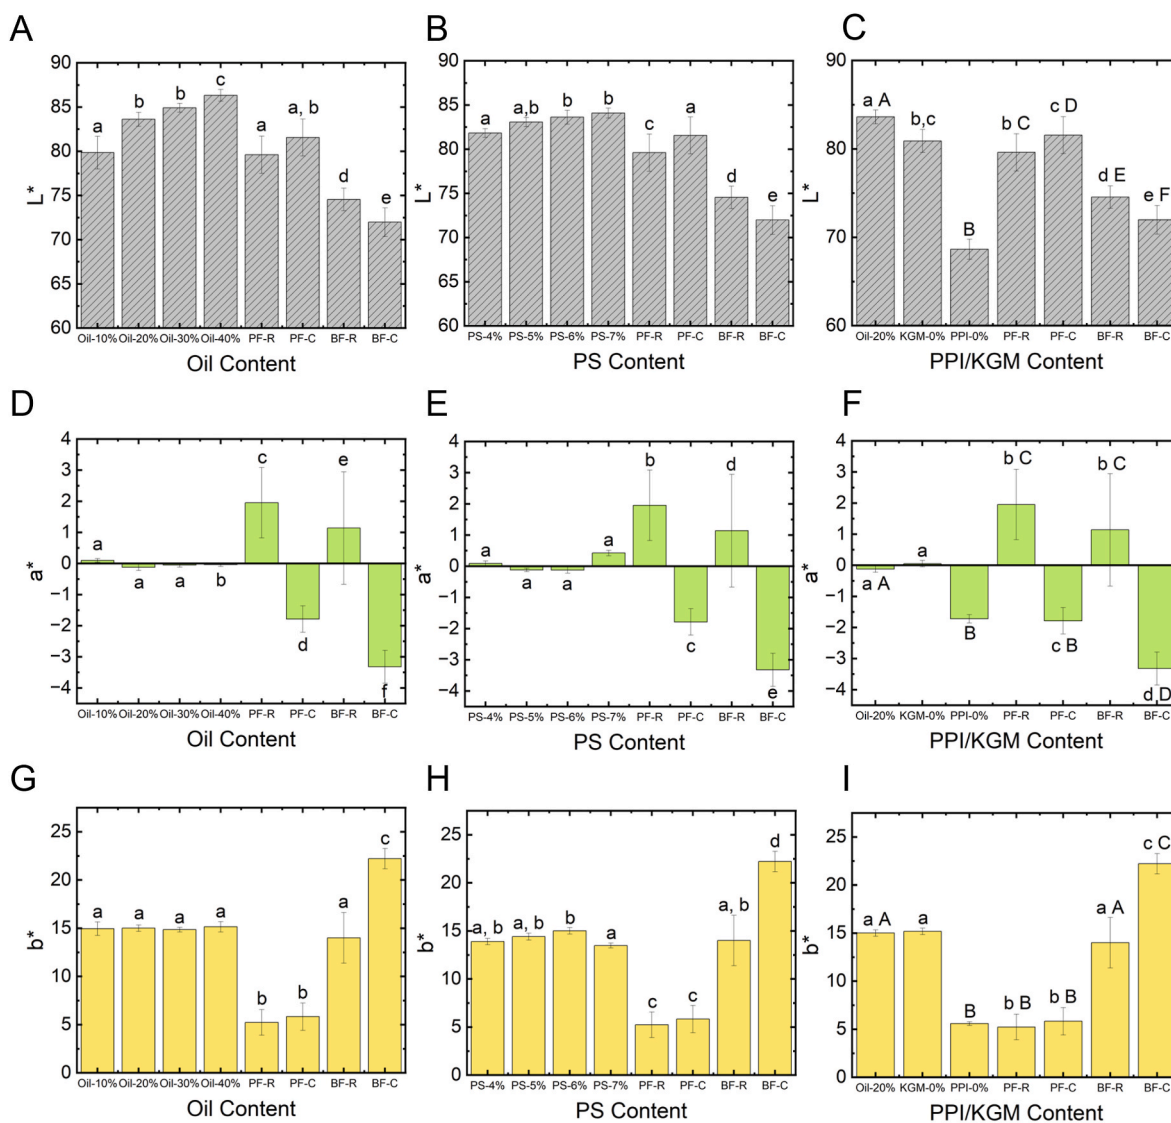 A
90
85
80
75
70
65
60
L*
a
b
b
c
a
a, b
d
e
Oil-10% Oil-20% Oil-30% Oil-40% PF-R PF-C BF-R BF-C
Oil Content
B
90
85
80
75
70
65
60
L*
a
a,b
b
b
c
a
d
e
PS-4% PS-5% PS-6% PS-7% PF-R PF-C BF-R BF-C
PS Content
C
90
80
70
60
L*
a A
b,c
B
b C
c D
d E
e F
Oil-20% KGM-0% PPI-0% PF-R PF-C BF-R BF-C
PPI/KGM Content
D
4
3
2
1
0
−1
−2
−3
−4
a*
a
a
a
b
c
d
e
f
Oil-10% Oil-20% Oil-30% Oil-40% PF-R PF-C BF-R BF-C
Oil Content
E
4
3
2
1
0
−1
−2
−3
−4
a*
a
a
a
a
b
c
d
e
PS-4% PS-5% PS-6% PS-7% PF-R PF-C BF-R BF-C
PS Content
F
4
3
2
1
0
−1
−2
−3
−4
a*
a A
a
B
b C
c B
b C
d D
Oil-20% KGM-0% PPI-0% PF-R PF-C BF-R BF-C
PPI/KGM Content
G
25
20
15
10
5
0
b*
a
a
a
a
b
b
a
c
Oil-10% Oil-20% Oil-30% Oil-40% PF-R PF-C BF-R BF-C
Oil Content
H
25
20
15
10
5
0
b*
a, b
a, b
b
a
c
c
a, b
d
PS-4% PS-5% PS-6% PS-7% PF-R PF-C BF-R BF-C
PS Content
I
25
20
15
10
5
0
b*
a A
a
B
b B
b B
a A
c C
Oil-20% KGM-0% PPI-0% PF-R PF-C BF-R BF-C
PPI/KGM Content